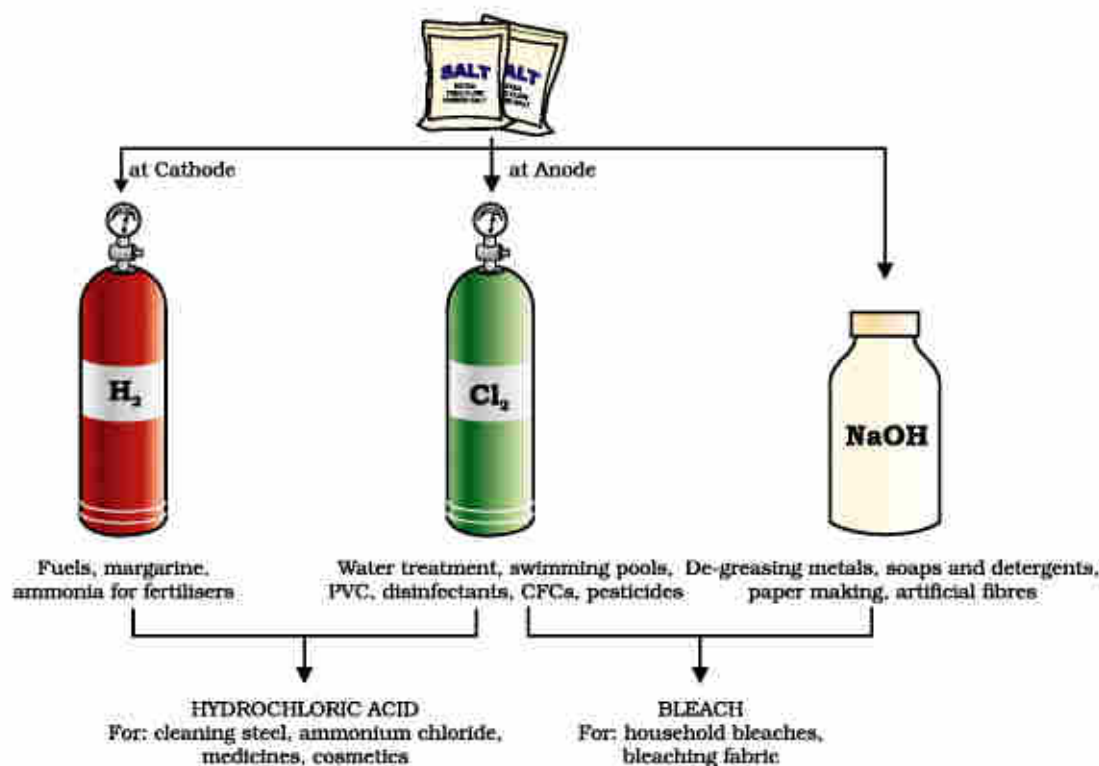 SALT
ALT
at Cathode
at Anode
H₂
Cl₂
NaOH
Fuels, margarine,
ammonia for fertilisers
Water treatment, swimming pools,
PVC, disinfectants, CFCs, pesticides
De-greasing metals, soaps and detergents,
paper making, artificial fibres
HYDROCHLORIC ACID
For: cleaning steel, ammonium chloride,
medicines, cosmetics
BLEACH
For: household bleaches,
bleaching fabric